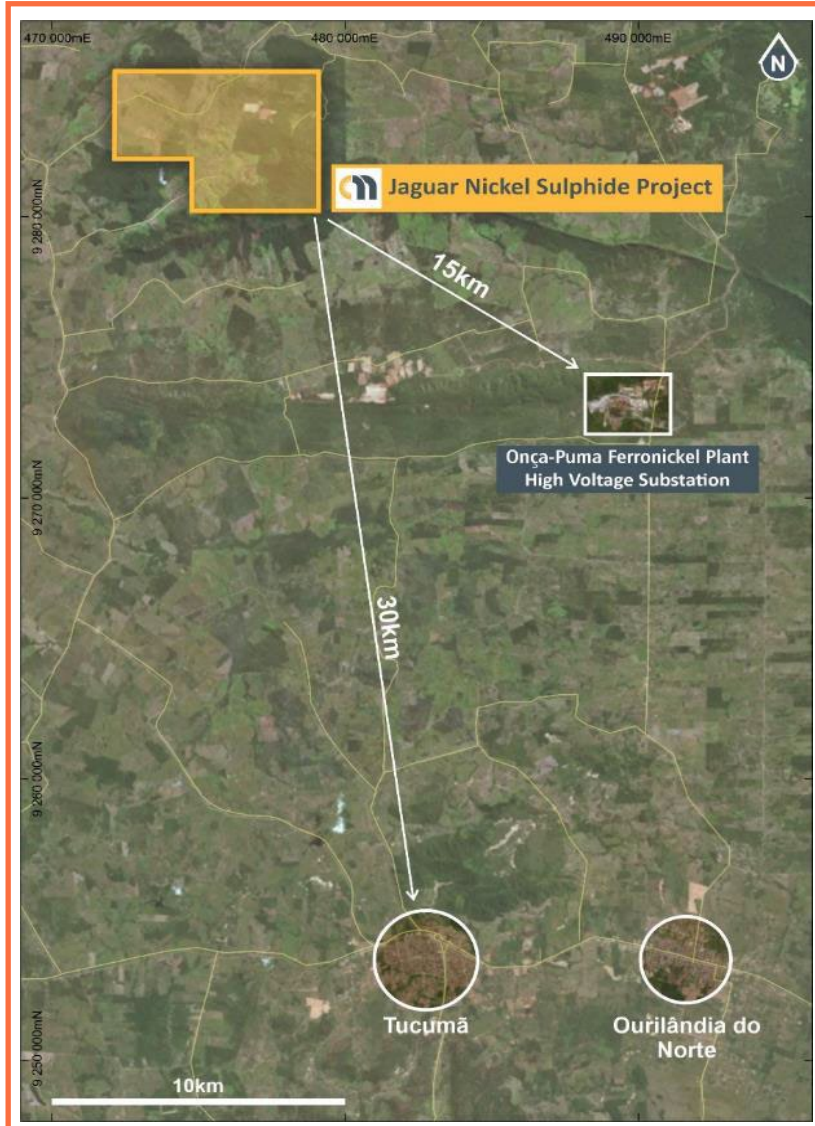 470 000mE
480 000mE
490 000mE
N
Jaguar Nickel Sulphide Project
9 280 000mN
15km
Onça-Puma Ferronickel Plant
High Voltage Substation
9 270 000mN
30km
9 260 000mN
Tucumã
Ourilândia do
Norte
9 250 000mN
10km